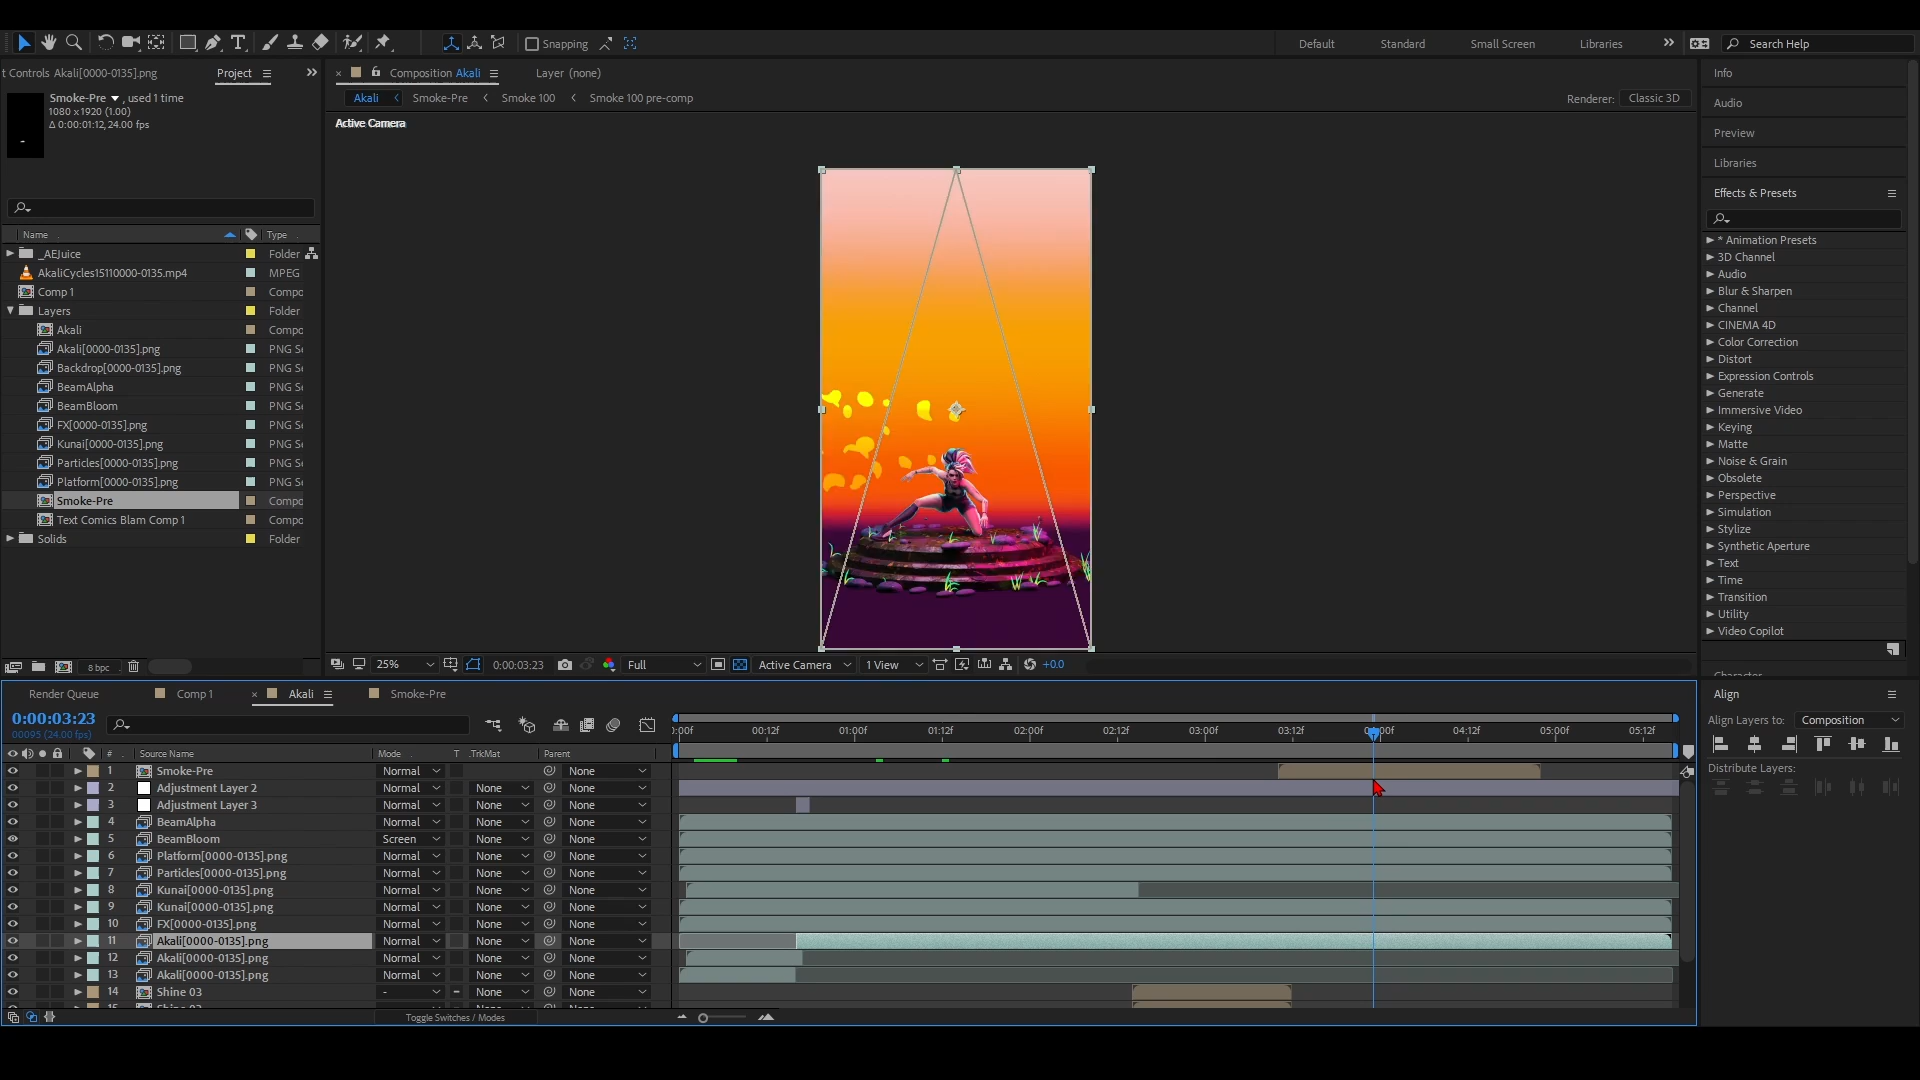 Snapping
Default
Standard
Small Screen
Libraries
Search Help
t Controls Akali[0000-0135].png
Project
Composition Akali
Layer (none)
Info
Smoke-Pre , used 1 time
1080 x1920 (1.00)
Δ 0:00:01:12, 24.00 fps
Akali
Smoke-Pre
Smoke 100
Smoke 100 pre-comp
Renderer:
Classic 3D
Active Camera
Audio
Preview
Libraries
Effects & Presets
Name
Type
_AEJuice
Folder
AkaliCycles15110000-0135.mp4
MPEG
Comp 1
Compo
Layers
Folder
Akali
Compo
Akali[0000-0135].png
PNG Se
Backdrop[0000-0135].png
PNG Se
BeamAlpha
PNG Se
BeamBloom
PNG Se
FX[0000-0135].png
PNG Se
Kunai[0000-0135].png
PNG Se
Particles[0000-0135].png
PNG Se
Platform[0000-0135].png
PNG Se
Smoke-Pre
Compo
Text Comics Blam Comp 1
Compo
Solids
Folder
8 bpc
* Animation Presets
3D Channel
Audio
Blur & Sharpen
Channel
CINEMA 4D
Color Correction
Distort
Expression Controls
Generate
Immersive Video
Keying
Matte
Noise & Grain
Obsolete
Perspective
Simulation
Stylize
Synthetic Aperture
Text
Time
Transition
Utility
Video Copilot
25%
0:00:03:23
Full
Active Camera
1 View
+0.0
Character
Render Queue
Comp 1
Akali
Smoke-Pre
Align
0:00:03:23
00095 (24.00 fps)
Align Layers to:
Composition
Distribute Layers:
:00f
00:12f
01:00f
01:12f
02:00f
02:12f
03:00f
03:12f
04:12f
05:00f
05:12f
#
Source Name
Mode
T
.TrkMat
Parent
1
Smoke-Pre
Normal
None
2
Adjustment Layer 2
Normal
None
None
3
Adjustment Layer 3
Normal
None
None
4
BeamAlpha
Normal
None
None
5
BeamBloom
Screen
None
None
6
Platform[0000-0135].png
Normal
None
None
7
Particles[0000-0135].png
Normal
None
None
8
Kunai[0000-0135].png
Normal
None
None
9
Kunai[0000-0135].png
Normal
None
None
10
FX[0000-0135].png
Normal
None
None
11
Akali[0000-0135].png
Normal
None
None
12
Akali[0000-0135].png
Normal
None
None
13
Akali[0000-0135].png
Normal
None
None
14
Shine 03
-
None
None
Toggle Switches / Modes